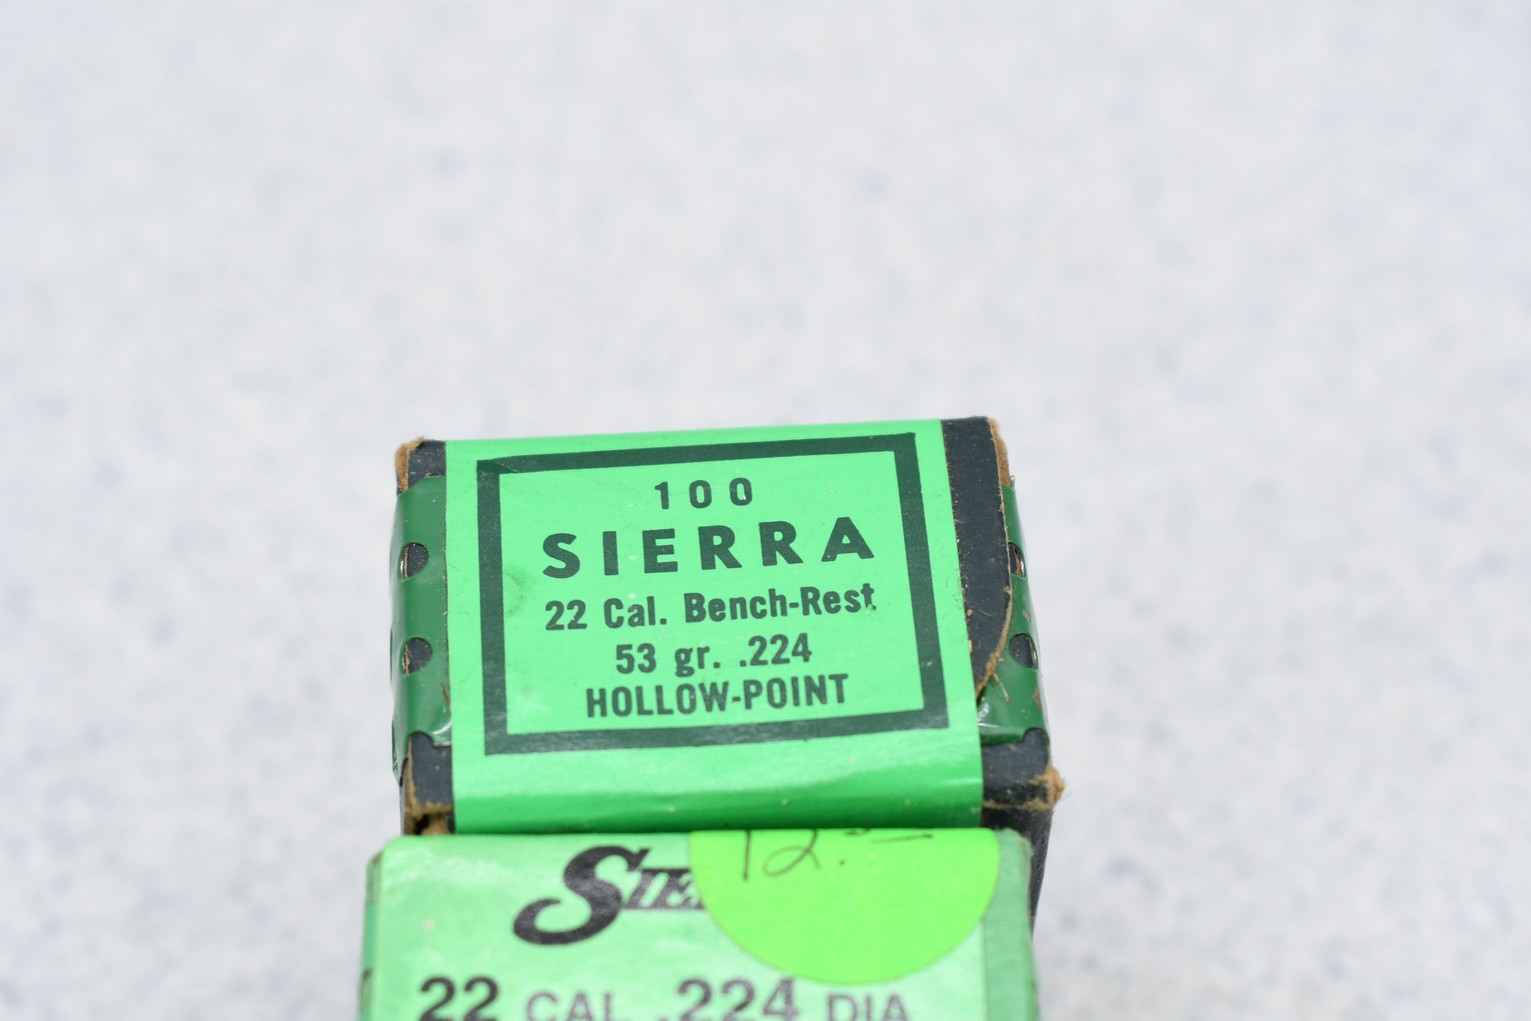 100
SIERRA
22 Cal. Bench-Rest
53 gr. .224
HOLLOW-POINT
12.
22 CAL .224 DIA